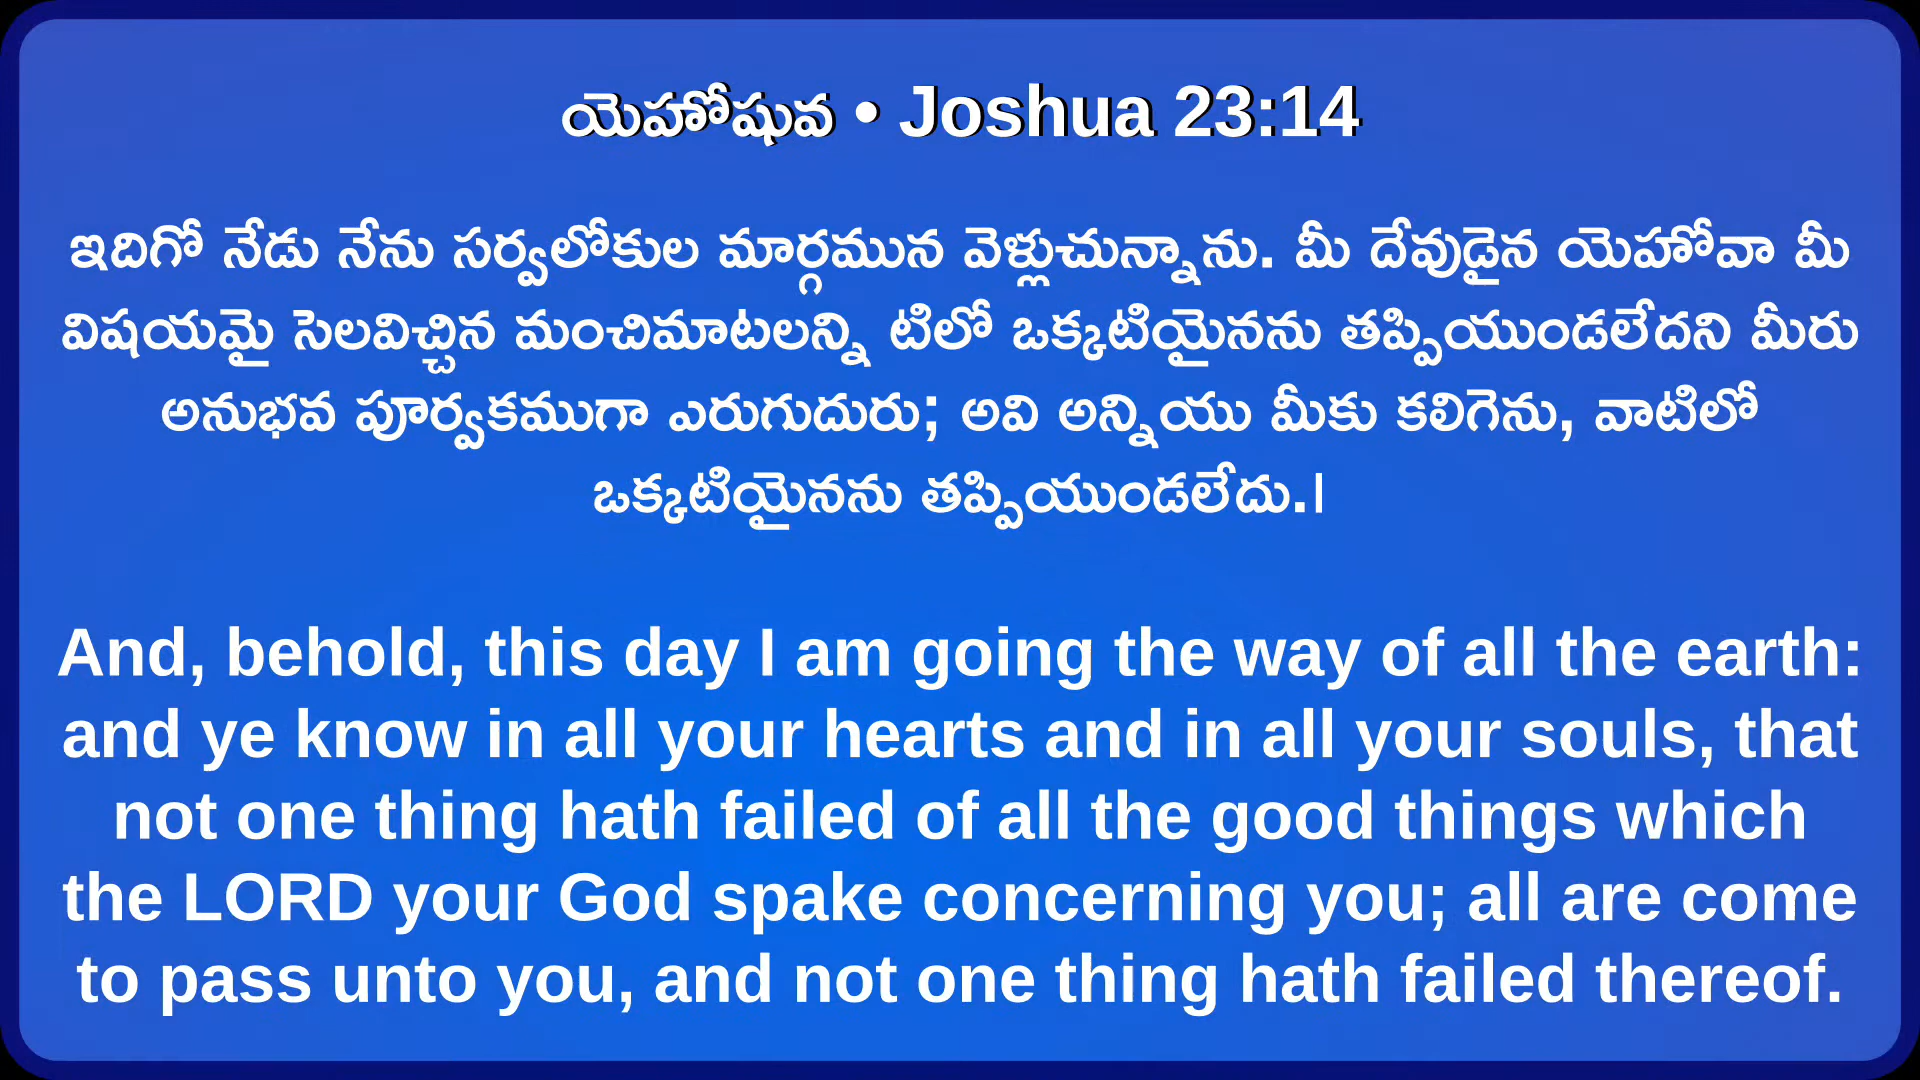 యెహోషువ • Joshua 23:14
ఇదిగో నేడు నేను సర్వలోకుల మార్గమున వెళ్లుచున్నాను. మీ దేవుడైన యెహోవా మీ
విషయమై సెలవిచ్చిన మంచిమాటలన్ని టిలో ఒక్కటియైనను తప్పియుండలేదని మీరు
అనుభవ పూర్వకముగా ఎరుగుదురు; అవి అన్నియు మీకు కలిగెను, వాటిలో
ఒక్కటియైనను తప్పియుండలేదు.।
And, behold, this day I am going the way of all the earth:
and ye know in all your hearts and in all your souls, that
not one thing hath failed of all the good things which
the LORD your God spake concerning you; all are come
to pass unto you, and not one thing hath failed thereof.